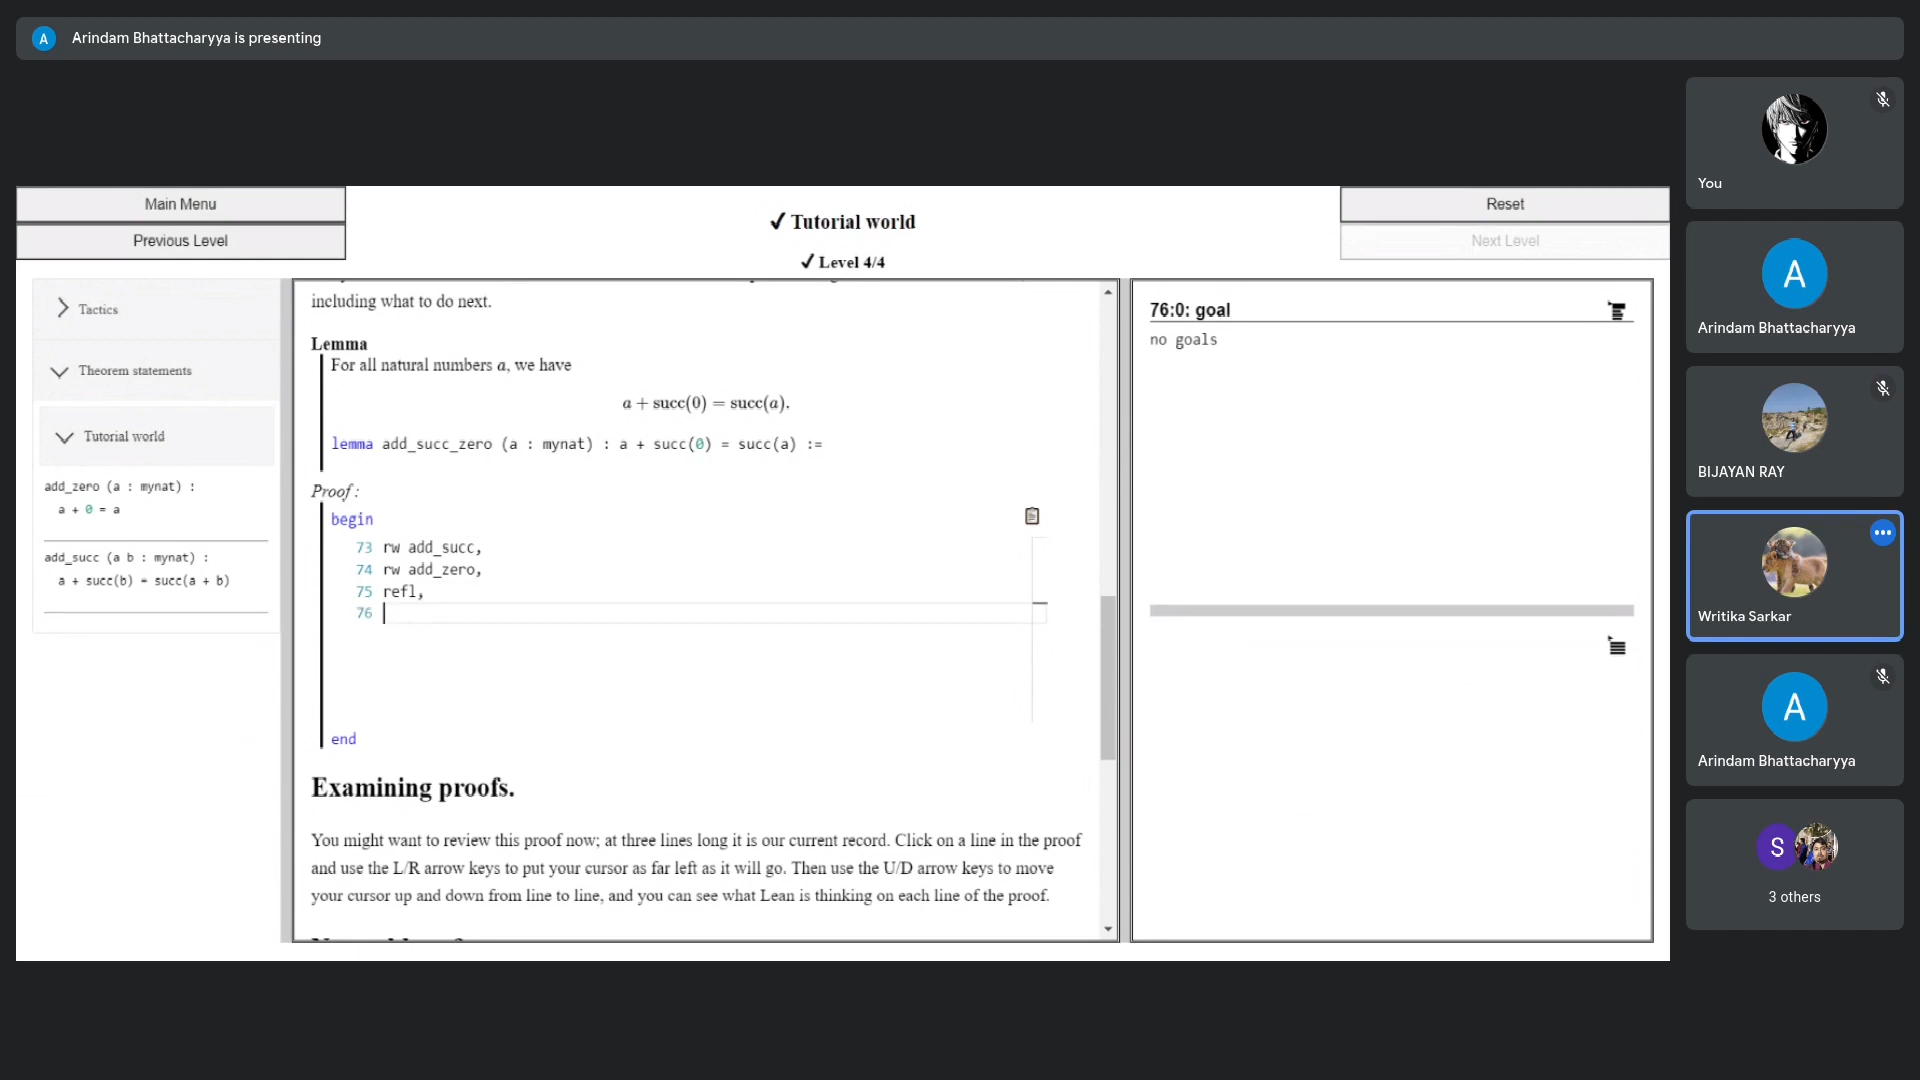 A Arindam Bhattacharyya is presenting
Main Menu
Previous Level
✓ Tutorial world
✓ Level 4/4
Reset
Next Level
Tactics
Theorem statements
Tutorial world
add_zero (a : mynat) :
a + 0 = a
add_succ (a b : mynat) :
a + succ(b) = succ(a + b)
including what to do next.
Lemma
For all natural numbers a, we have
a + succ(0) = succ(a).
lemma add_succ_zero (a : mynat) : a + succ(0) = succ(a) :=
Proof :
begin
73 rw add_succ,
74 rw add_zero,
75 refl,
76
end
Examining proofs.
You might want to review this proof now; at three lines long it is our current record. Click on a line in the proof
and use the L/R arrow keys to put your cursor as far left as it will go. Then use the U/D arrow keys to move
your cursor up and down from line to line, and you can see what Lean is thinking on each line of the proof.
76:0: goal
no goals
You
A
Arindam Bhattacharyya
BIJAYAN RAY
Writika Sarkar
A
Arindam Bhattacharyya
S
3 others